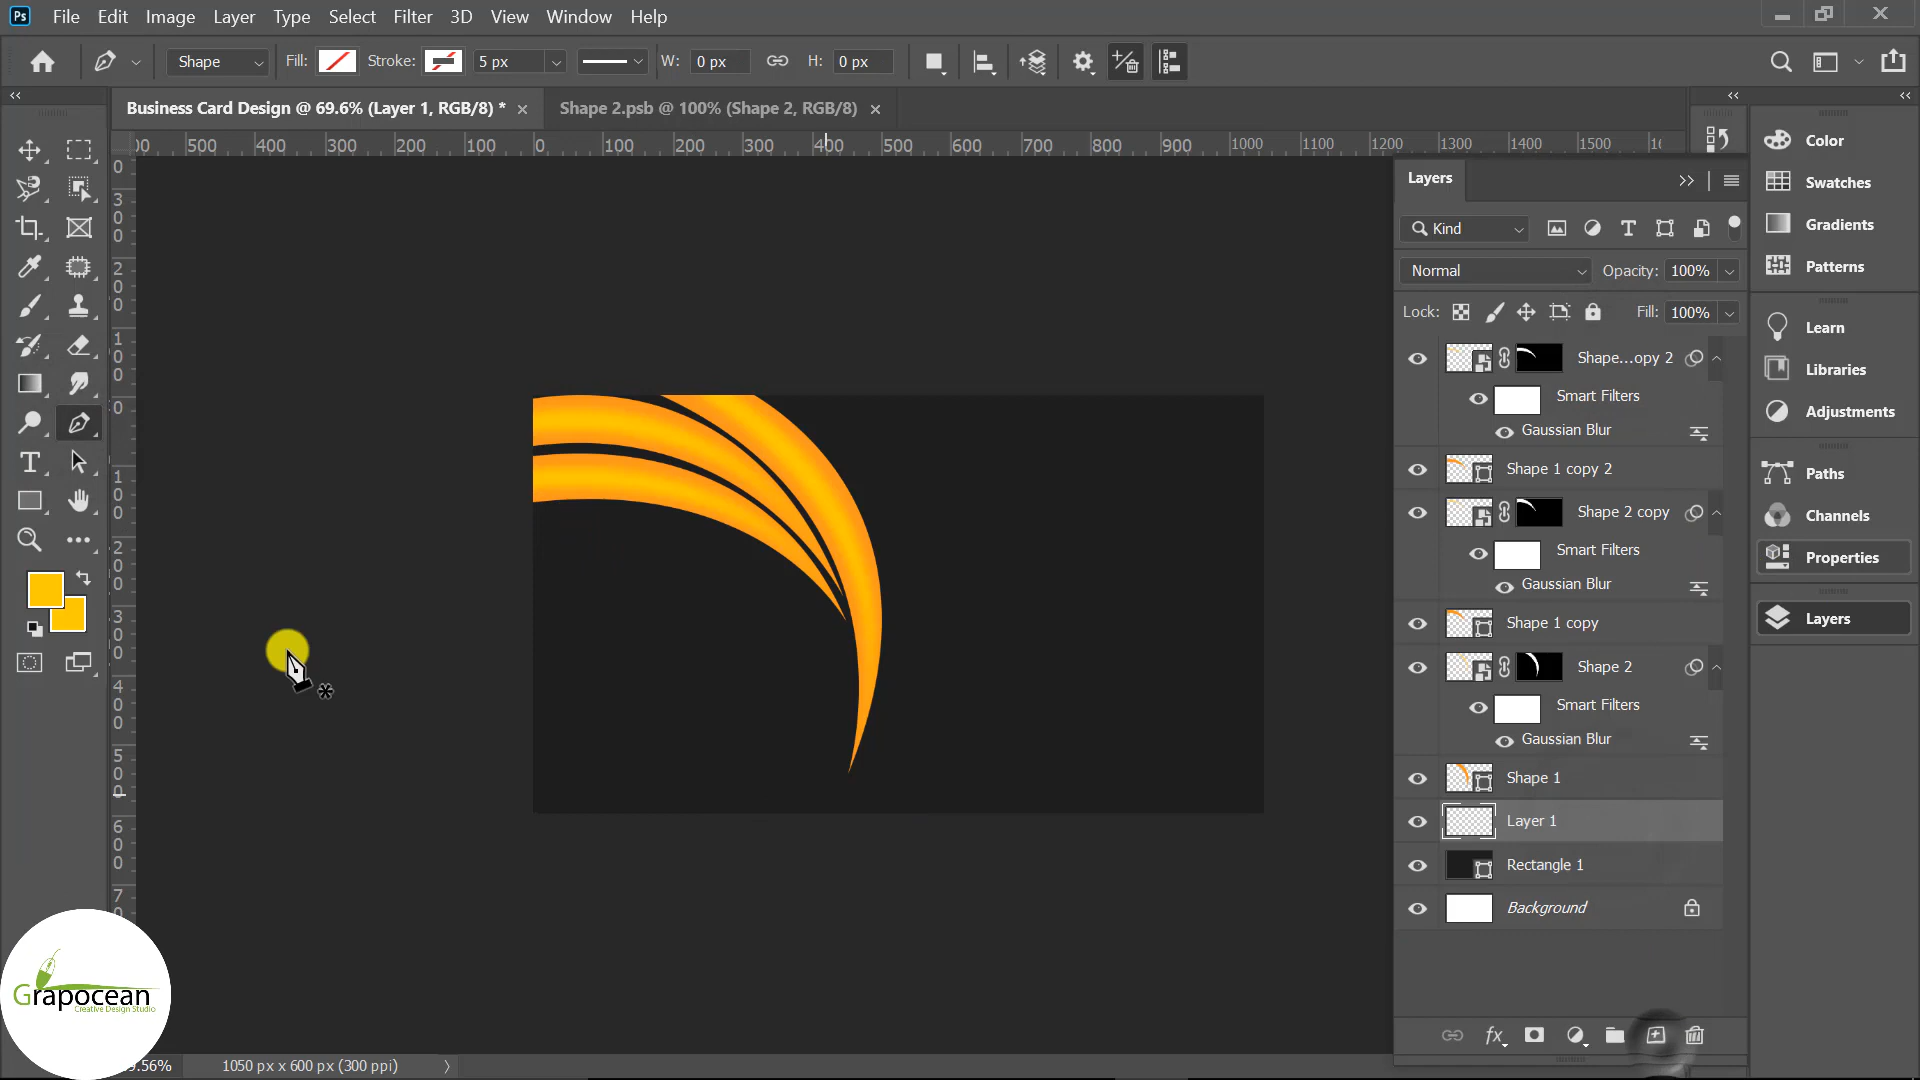 Ps File Edit Image Layer Type Select Filter 3D View Window Help
Shape Fill: Stroke: 5 px W: 0 px H: 0 px
Business Card Design @ 69.6% (Layer 1, RGB/8) * × Shape 2.psb @ 100% (Shape 2, RGB/8) ×
500 400 300 200 100 0 100 200 300 400 500 600 700 800 900 1000 1100 1200 1300 1400 1500
Layers
Kind
Normal Opacity: 100%
Lock: Fill: 100%
Shape...opy 2
Smart Filters
Gaussian Blur
Shape 1 copy 2
Shape 2 copy
Smart Filters
Gaussian Blur
Shape 1 copy
Shape 2
Smart Filters
Gaussian Blur
Shape 1
Layer 1
Rectangle 1
Background
fx
Color
Swatches
Gradients
Patterns
Learn
Libraries
Adjustments
Paths
Channels
Properties
Layers
Grapocean
Creative Design Studio
1050 px x 600 px (300 ppi)